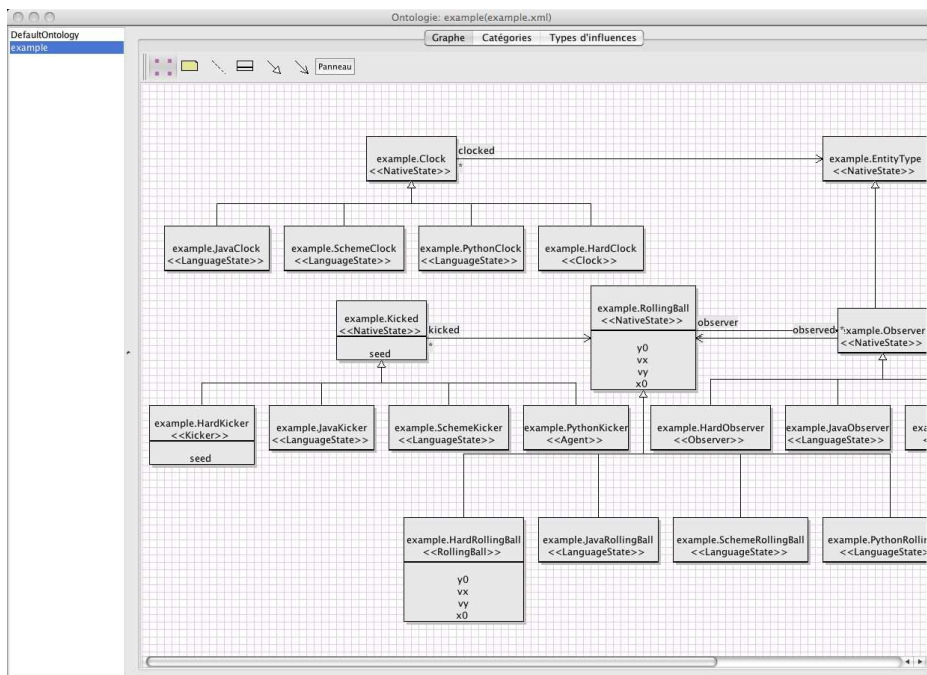 Ontologie: example(example.xml)
DefaultOntology
example
Graphe Catégories Types d'influences
Panneau
example.Clock
<<NativeState>>
clocked
*
example.EntityType
<<NativeState>>
example.JavaClock
<<LanguageState>>
example.SchemeClock
<<LanguageState>>
example.PythonClock
<<LanguageState>>
example.HardClock
<<Clock>>
example.Kicked
<<NativeState>>
seed
kicked
*
example.RollingBall
<<NativeState>>
y0
vx
vy
x0
observer
observed
*
example.Observer
<<NativeState>>
example.HardKicker
<<Kicker>>
seed
example.JavaKicker
<<LanguageState>>
example.SchemeKicker
<<LanguageState>>
example.PythonKicker
<<Agent>>
example.HardObserver
<<Observer>>
example.JavaObserver
<<LanguageState>>
exa
<
example.HardRollingBall
<<RollingBall>>
y0
vx
vy
x0
example.JavaRollingBall
<<LanguageState>>
example.SchemeRollingBall
<<LanguageState>>
example.PythonRollin
<<LanguageState>